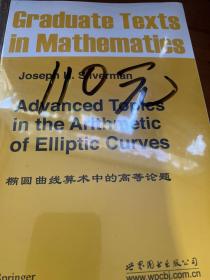 Graduate Texts
in Mathematics
Joseph H. Silverman
110元
Advanced Topics
in the Arithmetic
of Elliptic Curves
椭圆曲线算术中的高等论题
Springer
世界图书出版公司
www.wpcbj.com.cn